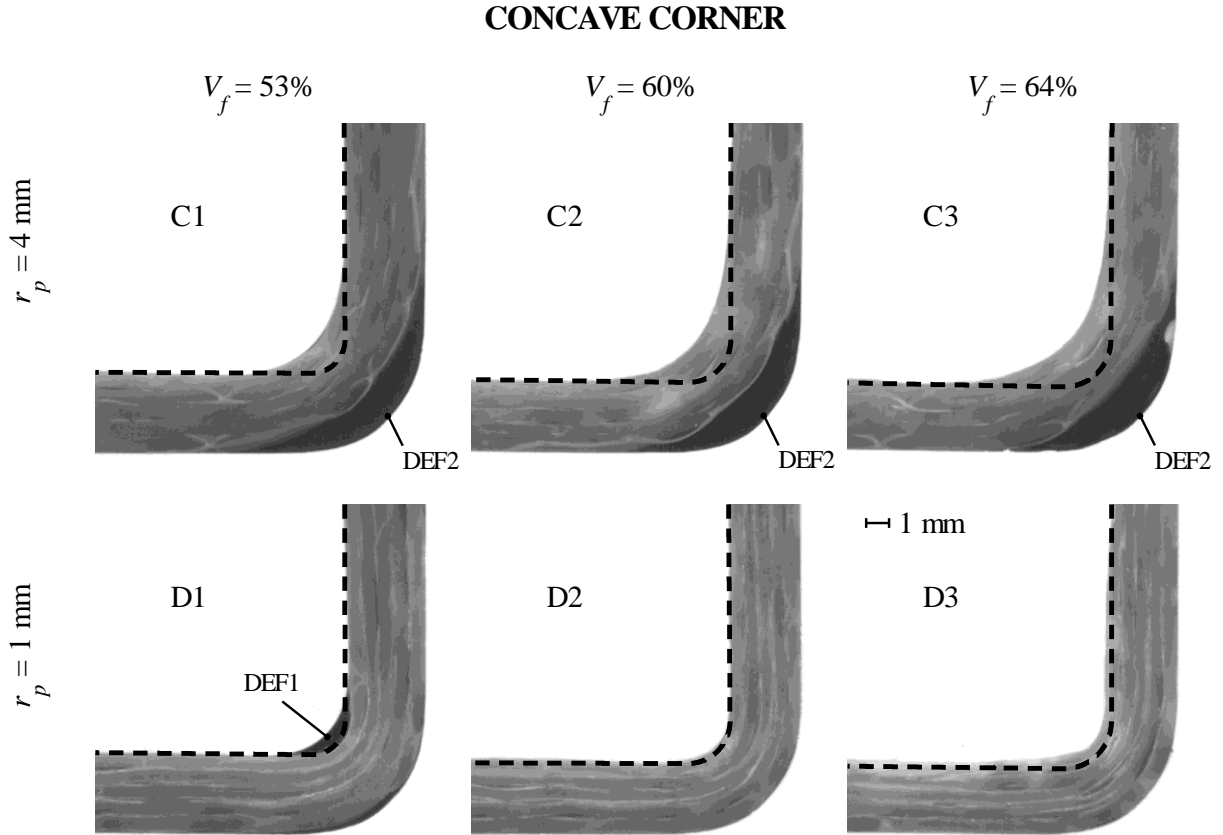 CONCAVE CORNER
V_f = 53%
V_f = 60%
V_f = 64%
r_p = 4 mm
C1
C2
C3
DEF2
DEF2
DEF2
r_p = 1 mm
1 mm
D1
D2
D3
DEF1